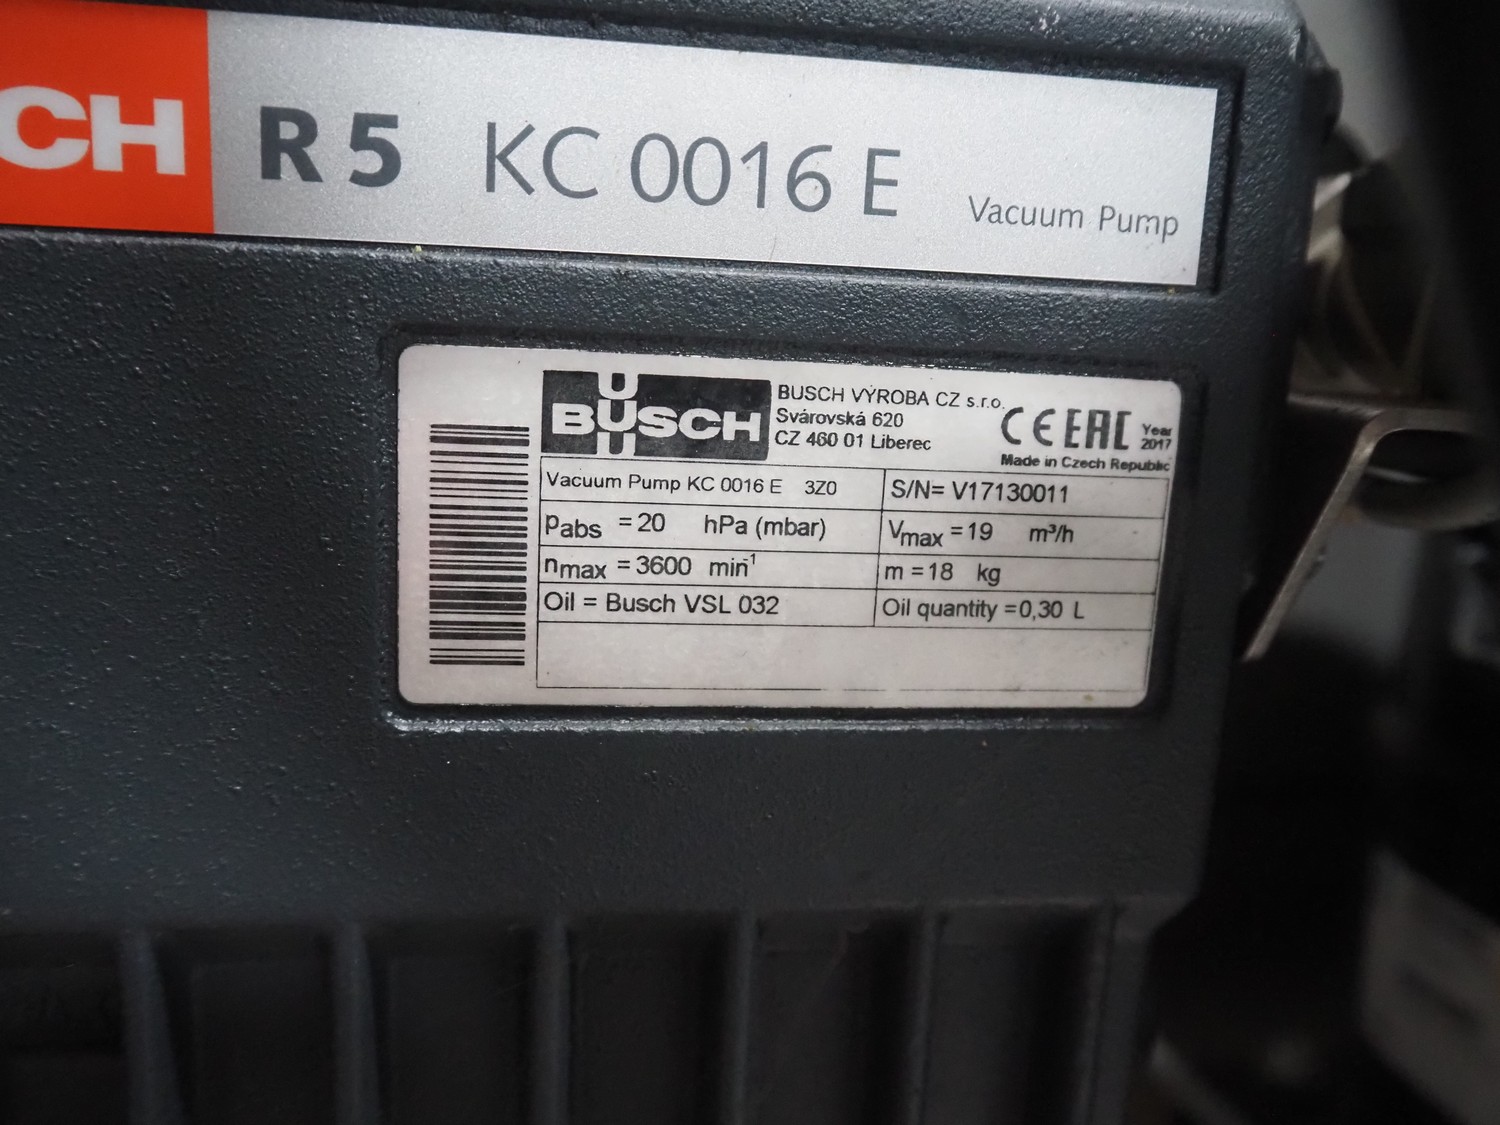 CH R5 KC 0016 E Vacuum Pump
BUSCH
BUSCH VÝROBA CZ s.r.o.
Svárovská 620
CZ 460 01 Liberec
CE EAC Year 2017
Made in Czech Republic
Vacuum Pump KC 0016 E 3Z0 S/N= V17130011
Pabs = 20 hPa (mbar) Vmax = 19 m³/h
nmax = 3600 min⁻¹ m = 18 kg
Oil = Busch VSL 032 Oil quantity =0,30 L